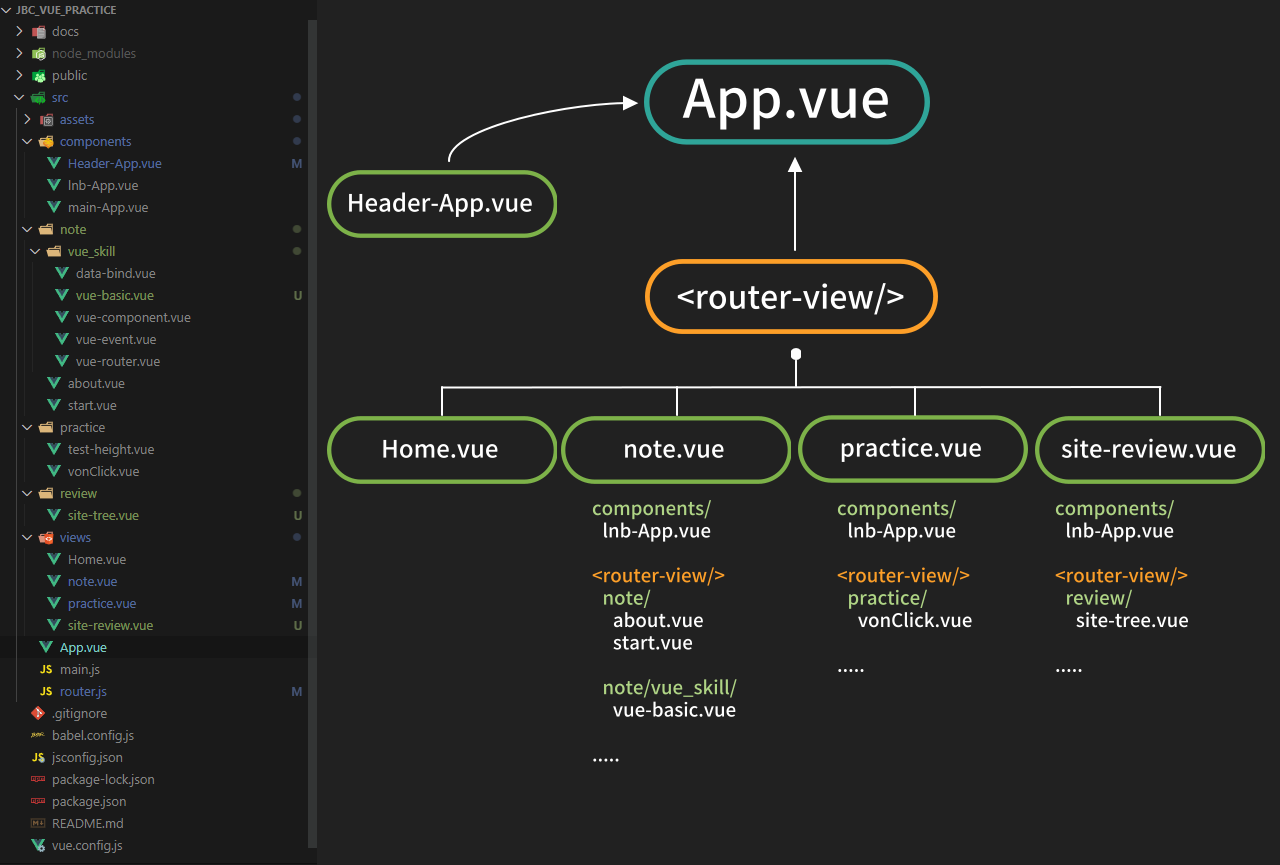 JBC_VUE_PRACTICE
docs
node_modules
public
src
assets
components
Header-App.vue M
lnb-App.vue
main-App.vue
note
vue_skill
data-bind.vue
vue-basic.vue U
vue-component.vue
vue-event.vue
vue-router.vue
about.vue
start.vue
practice
test-height.vue
vonClick.vue
review
site-tree.vue U
views
Home.vue
note.vue M
practice.vue M
site-review.vue U
App.vue
JS main.js
JS router.js M
.gitignore
babel.config.js
JS jsconfig.json
package-lock.json
package.json
README.md
vue.config.js
App.vue
Header-App.vue
<router-view/>
Home.vue
note.vue
components/
lnb-App.vue
<router-view/>
note/
about.vue
start.vue
note/vue_skill/
vue-basic.vue
.....
practice.vue
components/
lnb-App.vue
<router-view/>
practice/
vonClick.vue
.....
site-review.vue
components/
lnb-App.vue
<router-view/>
review/
site-tree.vue
.....